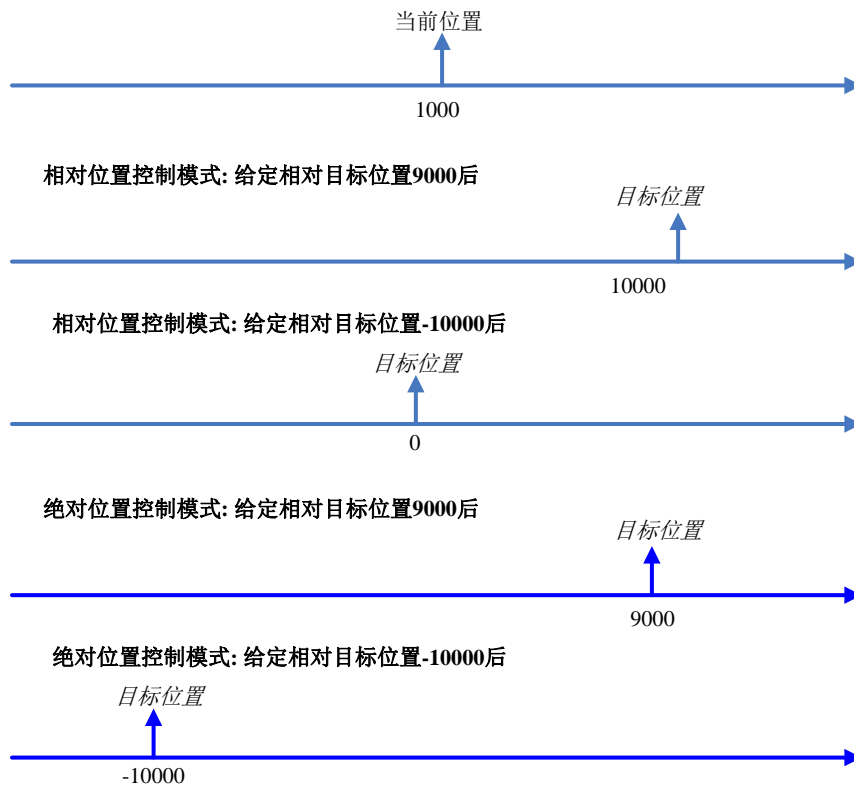 当前位置
1000
相对位置控制模式: 给定相对目标位置9000后
目标位置
10000
相对位置控制模式: 给定相对目标位置-10000后
目标位置
0
绝对位置控制模式: 给定相对目标位置9000后
目标位置
9000
绝对位置控制模式: 给定相对目标位置-10000后
目标位置
-10000